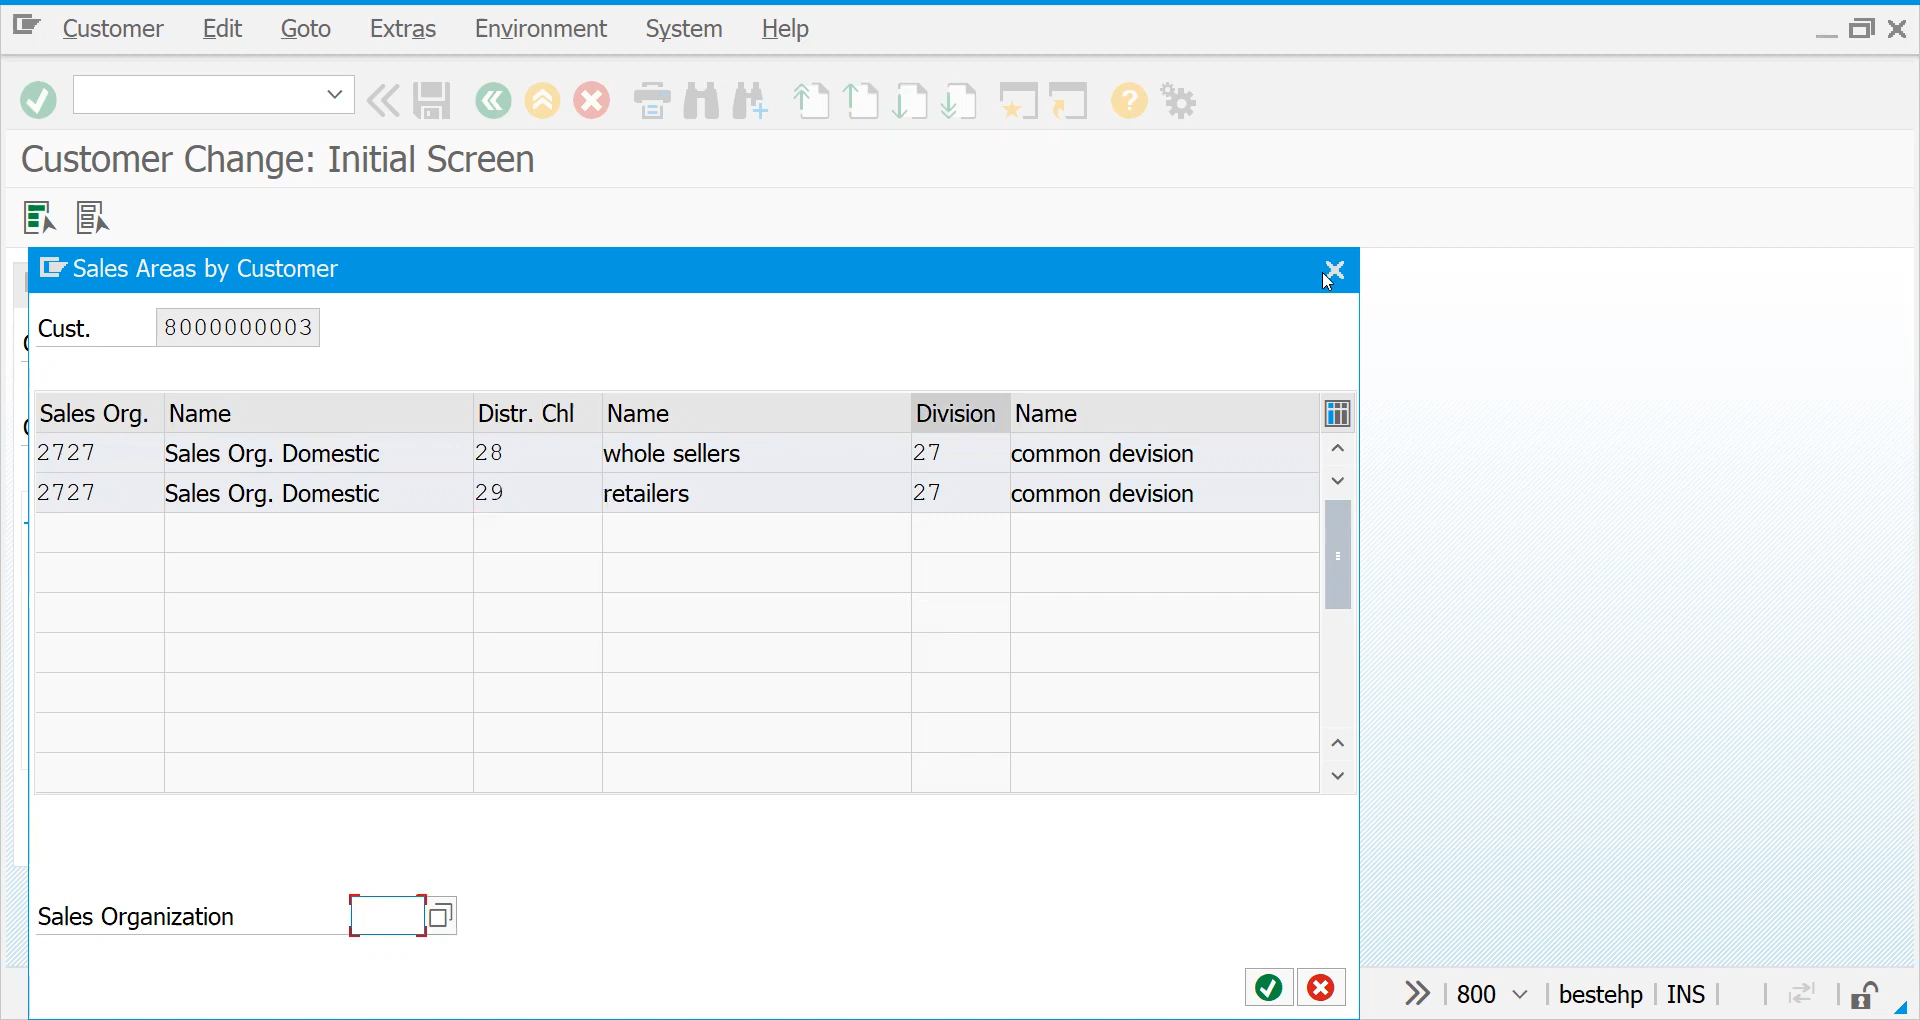 Customer Edit Goto Extras Environment System Help
Customer Change: Initial Screen
Sales Areas by Customer
Cust. 8000000003
Sales Org. Name Distr. Chl Name Division Name
2727 Sales Org. Domestic 28 whole sellers 27 common devision
2727 Sales Org. Domestic 29 retailers 27 common devision
Sales Organization
800 bestehp INS